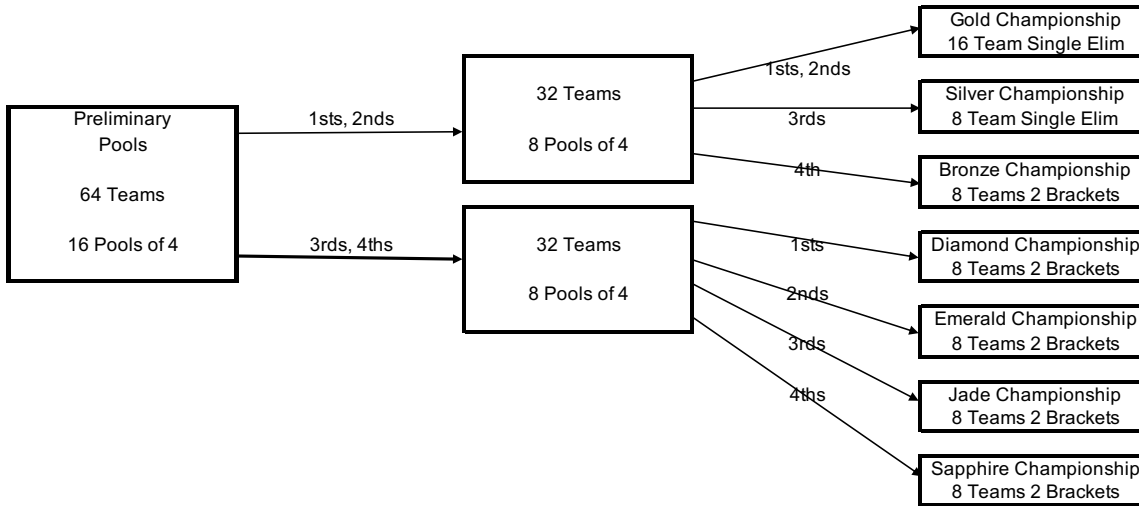 Preliminary
Pools
64 Teams
16 Pools of 4
1sts, 2nds
3rds, 4ths
32 Teams
8 Pools of 4
32 Teams
8 Pools of 4
1sts, 2nds
3rds
4th
1sts
2nds
3rds
4ths
Gold Championship
16 Team Single Elim
Silver Championship
8 Team Single Elim
Bronze Championship
8 Teams 2 Brackets
Diamond Championship
8 Teams 2 Brackets
Emerald Championship
8 Teams 2 Brackets
Jade Championship
8 Teams 2 Brackets
Sapphire Championship
8 Teams 2 Brackets